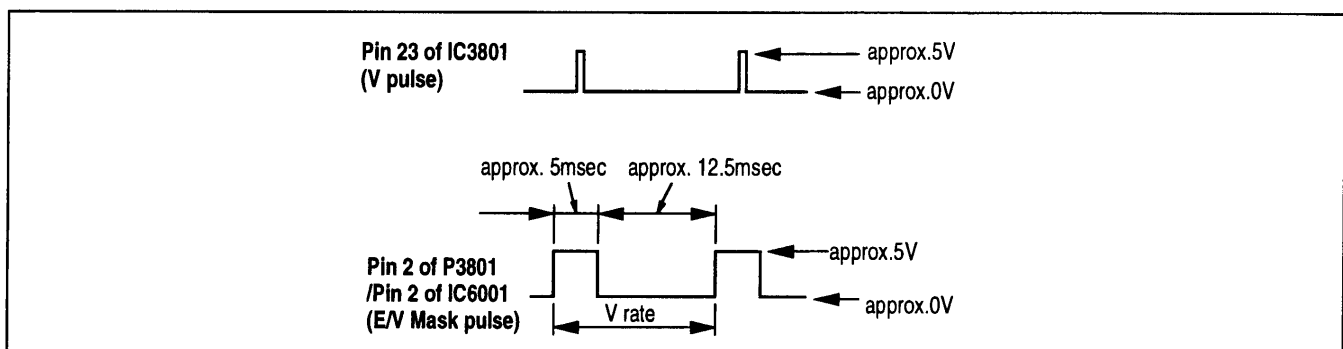 Pin 23 of IC3801
(V pulse)
approx.5V
approx.0V
approx. 5msec
approx. 12.5msec
Pin 2 of P3801
/Pin 2 of IC6001
(E/V Mask pulse)
V rate
approx.5V
approx.0V